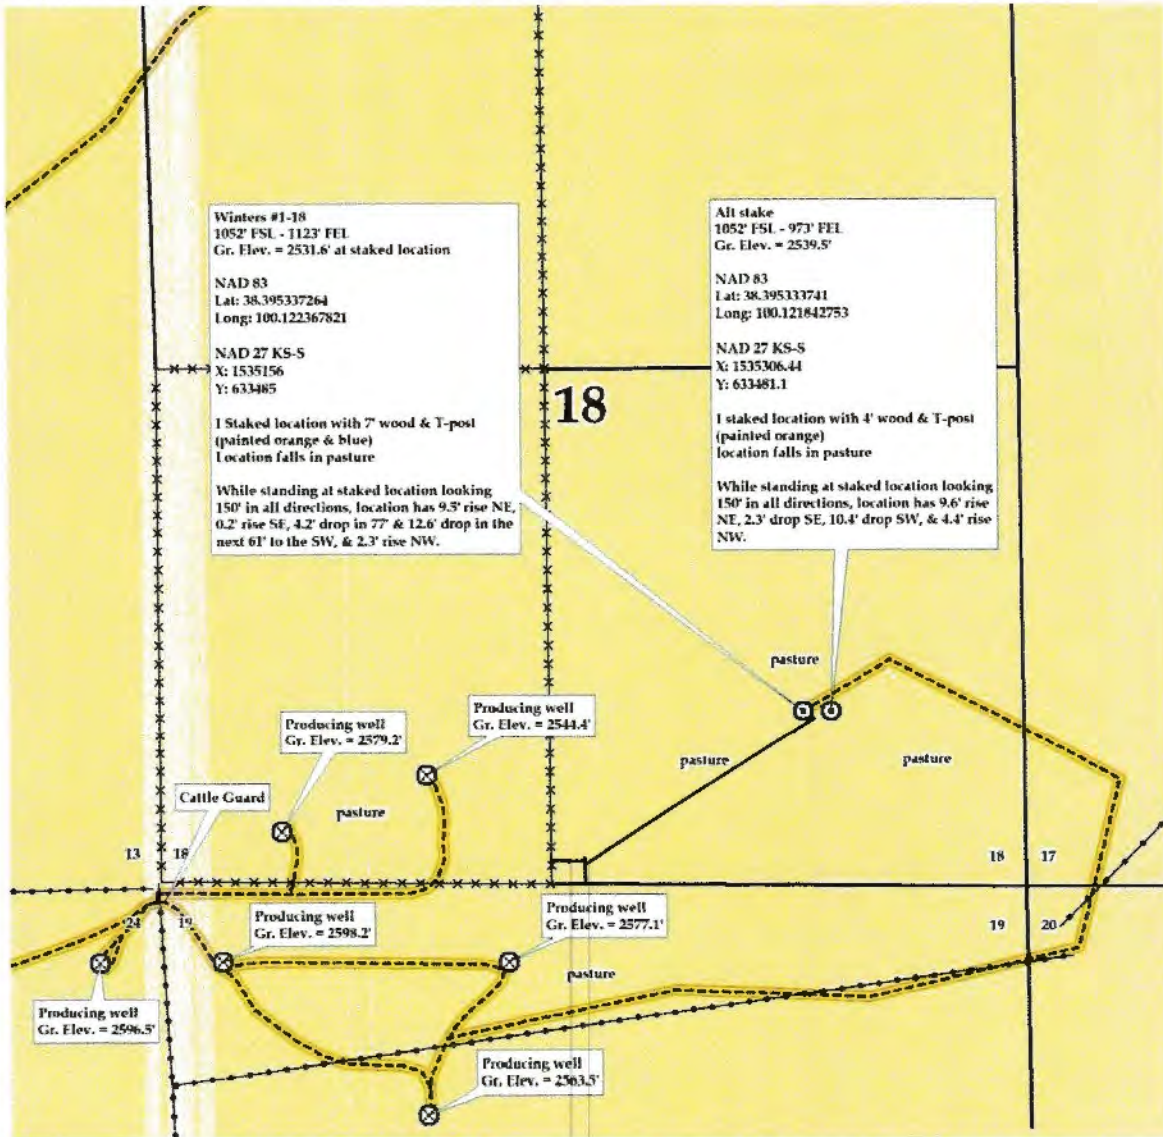 Winters #1-18
1052' FSL - 1123' FEL
Gr. Elev. = 2531.6' at staked location
NAD 83
Lat: 38.395337264
Long: 100.122367821
NAD 27 KS-S
X: 1535156
Y: 633485
I Staked location with 7' wood & T-post
(painted orange & blue)
Location falls in pasture
While standing at staked location looking
150' in all directions, location has 9.5' rise NE,
0.2' rise SE, 4.2' drop in 77' & 12.6' drop in the
next 61' to the SW, & 2.3' rise NW.
Alt stake
1052' FSL - 973' FEL
Gr. Elev. = 2539.5'
NAD 83
Lat: 38.395333741
Long: 100.121842753
NAD 27 KS-S
X: 1535306.44
Y: 633481.1
I staked location with 4' wood & T-post
(painted orange)
location falls in pasture
While standing at staked location looking
150' in all directions, location has 9.6' rise
NE, 2.3' drop SE, 10.4' drop SW, & 4.4' rise
NW.
18
pasture
Producing well
Gr. Elev. = 2544.4'
Producing well
Gr. Elev. = 2579.2'
pasture
pasture
Cattle Guard
pasture
13
18
18
17
24
19
19
20
Producing well
Gr. Elev. = 2598.2'
Producing well
Gr. Elev. = 2577.1'
pasture
Producing well
Gr. Elev. = 2596.5'
Producing well
Gr. Elev. = 2563.5'